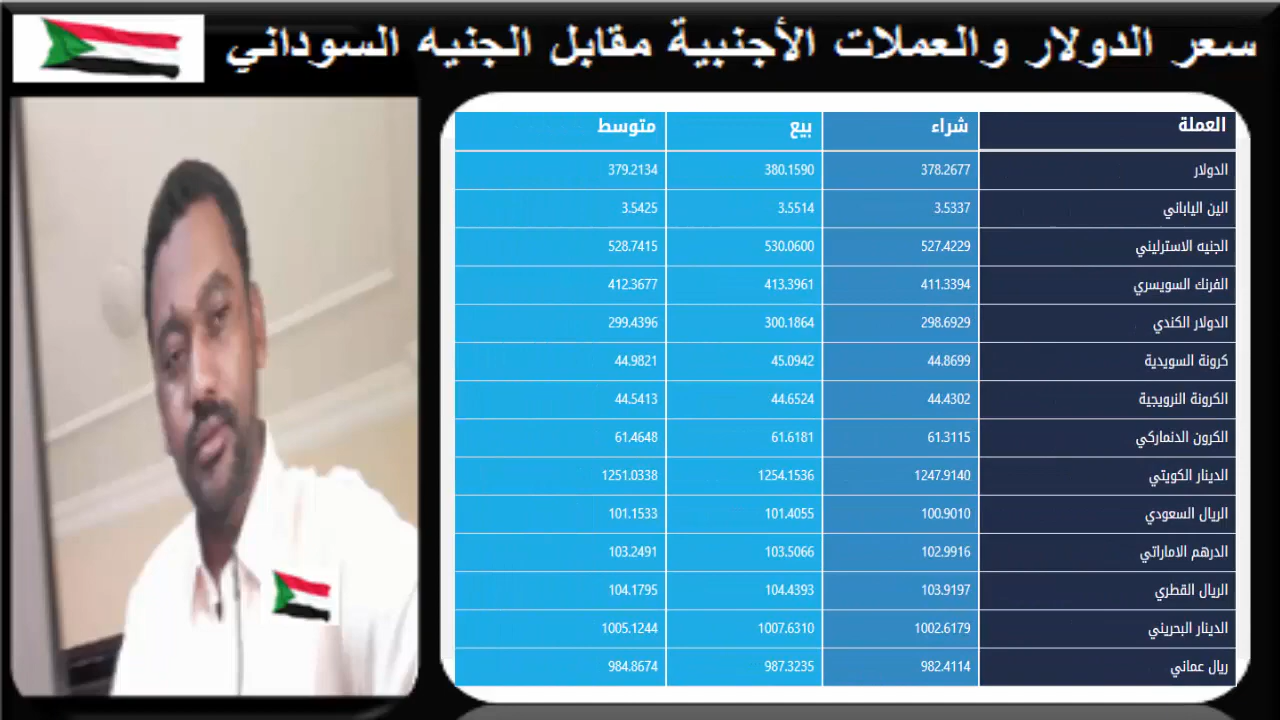 سعر الدولار والعملات الأجنبية مقابل الجنيه السوداني
العملة شراء بيع متوسط
الدولار 378.2677 380.1590 379.2134
الين الياباني 3.5337 3.5514 3.5425
الجنيه الاسترليني 527.4229 530.0600 528.7415
الفرنك السويسري 411.3394 413.3961 412.3677
الدولار الكندي 298.6929 300.1864 299.4396
كرونة السويدية 44.8699 45.0942 44.9821
الكرونة النرويجية 44.4302 44.6524 44.5413
الكرون الدنماركي 61.3115 61.6181 61.4648
الدينار الكويتي 1247.9140 1254.1536 1251.0338
الريال السعودي 100.9010 101.4055 101.1533
الدرهم الاماراتي 102.9916 103.5066 103.2491
الريال القطري 103.9197 104.4393 104.1795
الدينار البحريني 1002.6179 1007.6310 1005.1244
ريال عماني 982.4114 987.3235 984.8674